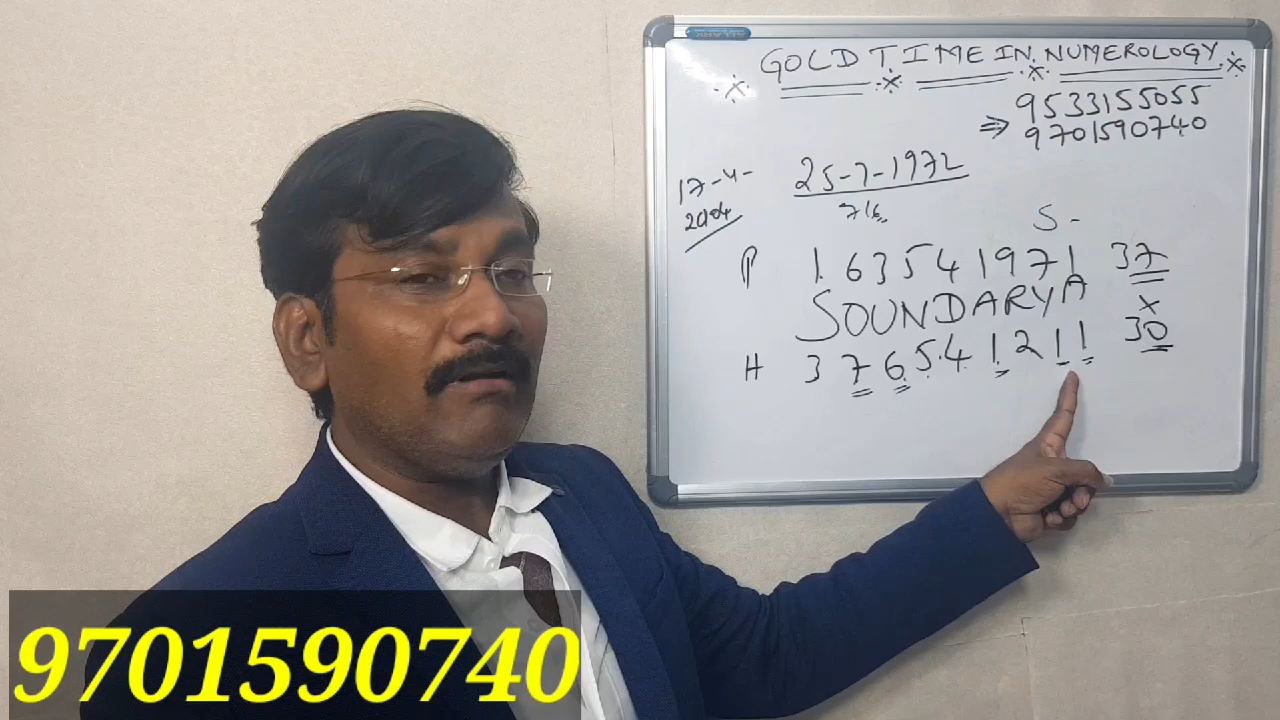 GOLD TIME IN NUMEROLOGY
9533155055
⇒ 9701590740
17-4-
2004
25-7-1972
716
S -
P 1 6 3 5 4 1 9 7 1 37
SOUNDARYA x
H 3 7 6 5 4 1 2 1 1 30
9701590740